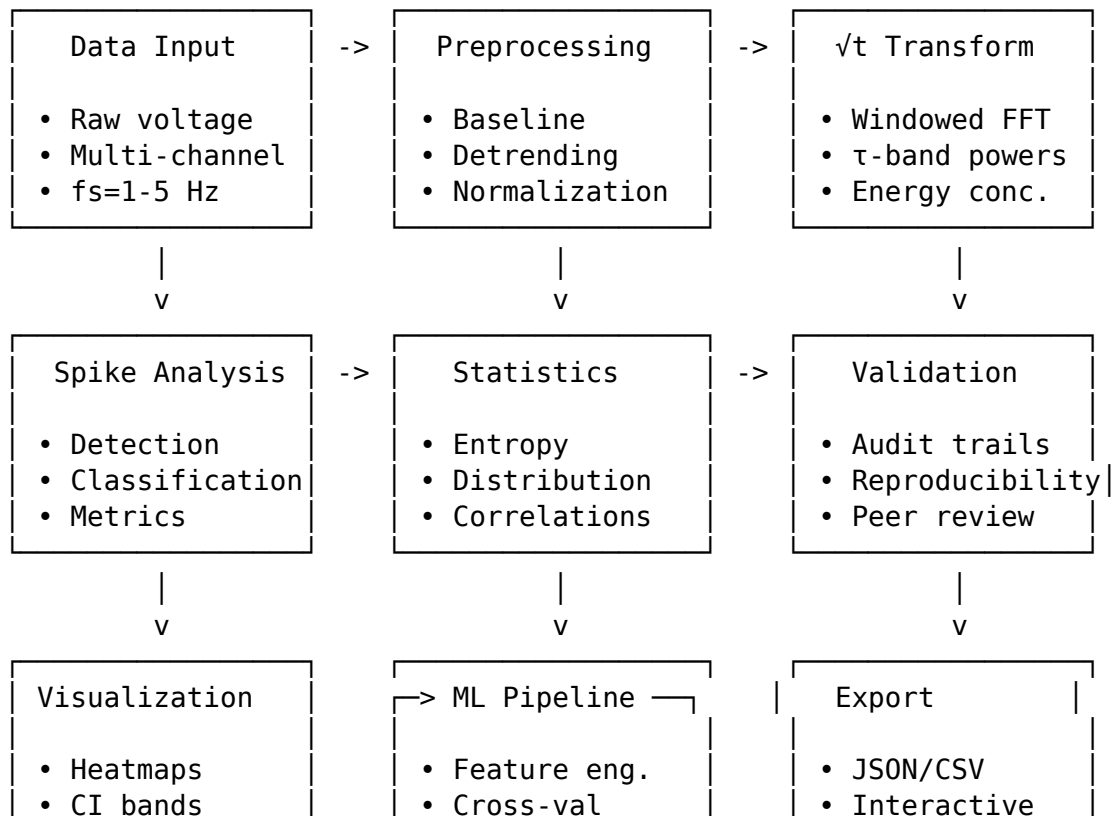 Data Input -> Preprocessing -> √t Transform
• Raw voltage • Baseline • Windowed FFT
• Multi-channel • Detrending • τ-band powers
• fs=1-5 Hz • Normalization • Energy conc.
v v v
Spike Analysis -> Statistics -> Validation
• Detection • Entropy • Audit trails
• Classification • Distribution • Reproducibility
• Metrics • Correlations • Peer review
v v v
Visualization ─> ML Pipeline ─┐ Export
• Heatmaps • Feature eng. • JSON/CSV
• CI bands • Cross-val • Interactive